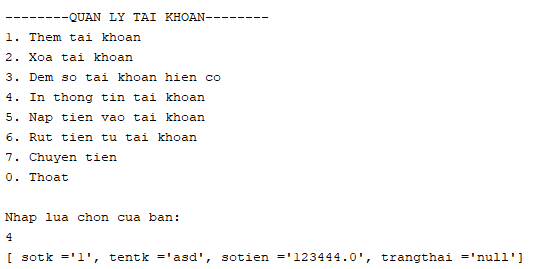 --------QUAN LY TAI KHOAN--------
1. Them tai khoan
2. Xoa tai khoan
3. Dem so tai khoan hien co
4. In thong tin tai khoan
5. Nap tien vao tai khoan
6. Rut tien tu tai khoan
7. Chuyen tien
0. Thoat
Nhap lua chon cua ban:
4
[ sotk ='1', tentk ='asd', sotien ='123444.0', trangthai ='null']